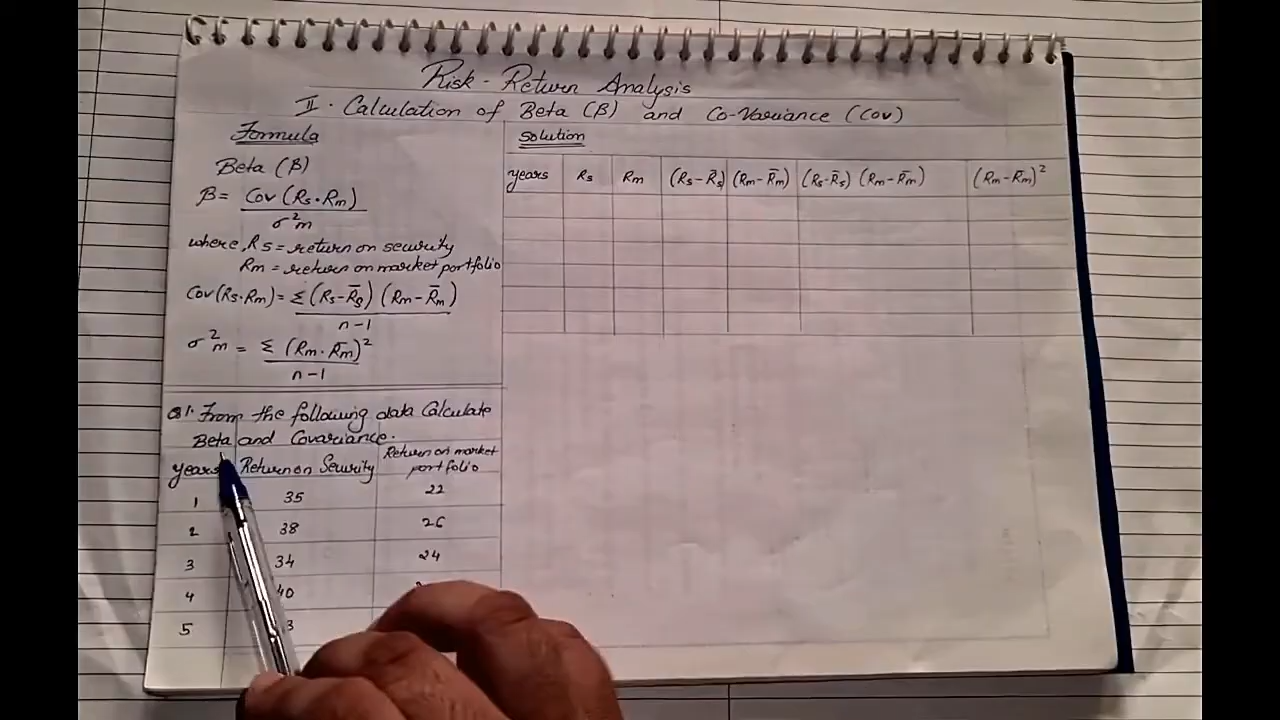 Risk-Return Analysis
II. Calculation of Beta (β) and Co-Variance (Cov)
Formula
Beta (β)
β = Cov (Rs·Rm)
σ²m
where, Rs = return on security
Rm = return on market portfolio
Cov(Rs·Rm) = Σ (Rs-R̄s) (Rm-R̄m)
n-1
σ²m = Σ (Rm·R̄m)²
n-1
Q1. From the following data Calculate
Beta and Covariance.
years Return on Security Return on market portfolio
1 35 22
2 38 26
3 34 24
4 40
5 3
Solution
years Rs Rm (Rs-R̄s) (Rm-R̄m) (Rs-R̄s) (Rm-R̄m) (Rm-R̄m)²